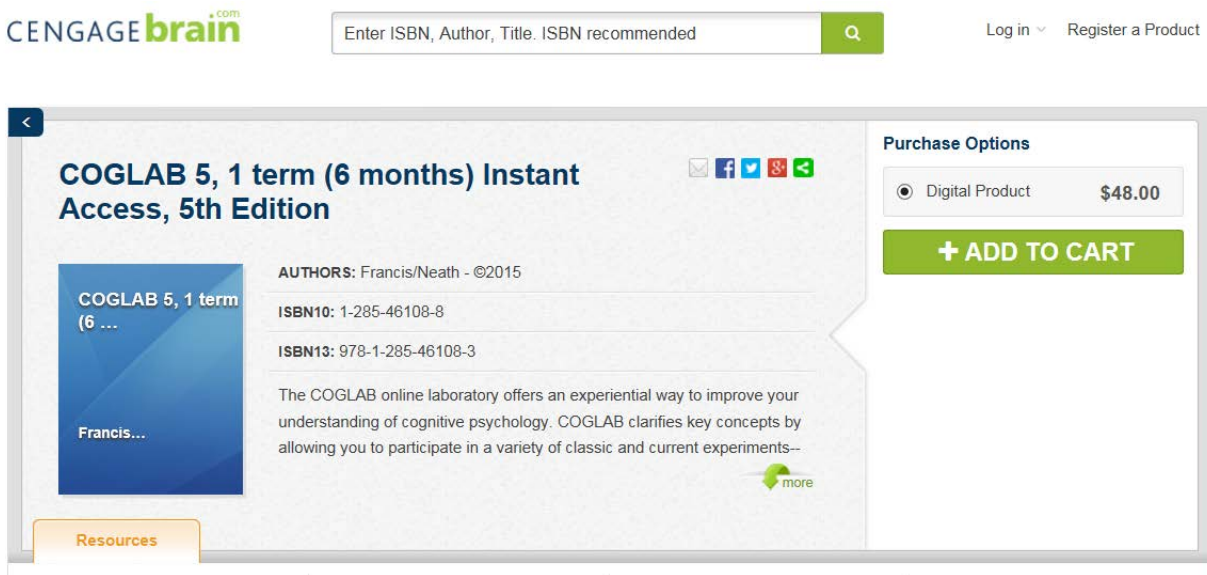 CENGAGEbrain.com
Enter ISBN, Author, Title. ISBN recommended
Log in
Register a Product
COGLAB 5, 1 term (6 months) Instant
Access, 5th Edition
COGLAB 5, 1 term
(6 ...
Francis...
AUTHORS: Francis/Neath - ©2015
ISBN10: 1-285-46108-8
ISBN13: 978-1-285-46108-3
The COGLAB online laboratory offers an experiential way to improve your
understanding of cognitive psychology. COGLAB clarifies key concepts by
allowing you to participate in a variety of classic and current experiments--
more
Resources
Purchase Options
Digital Product $48.00
+ ADD TO CART